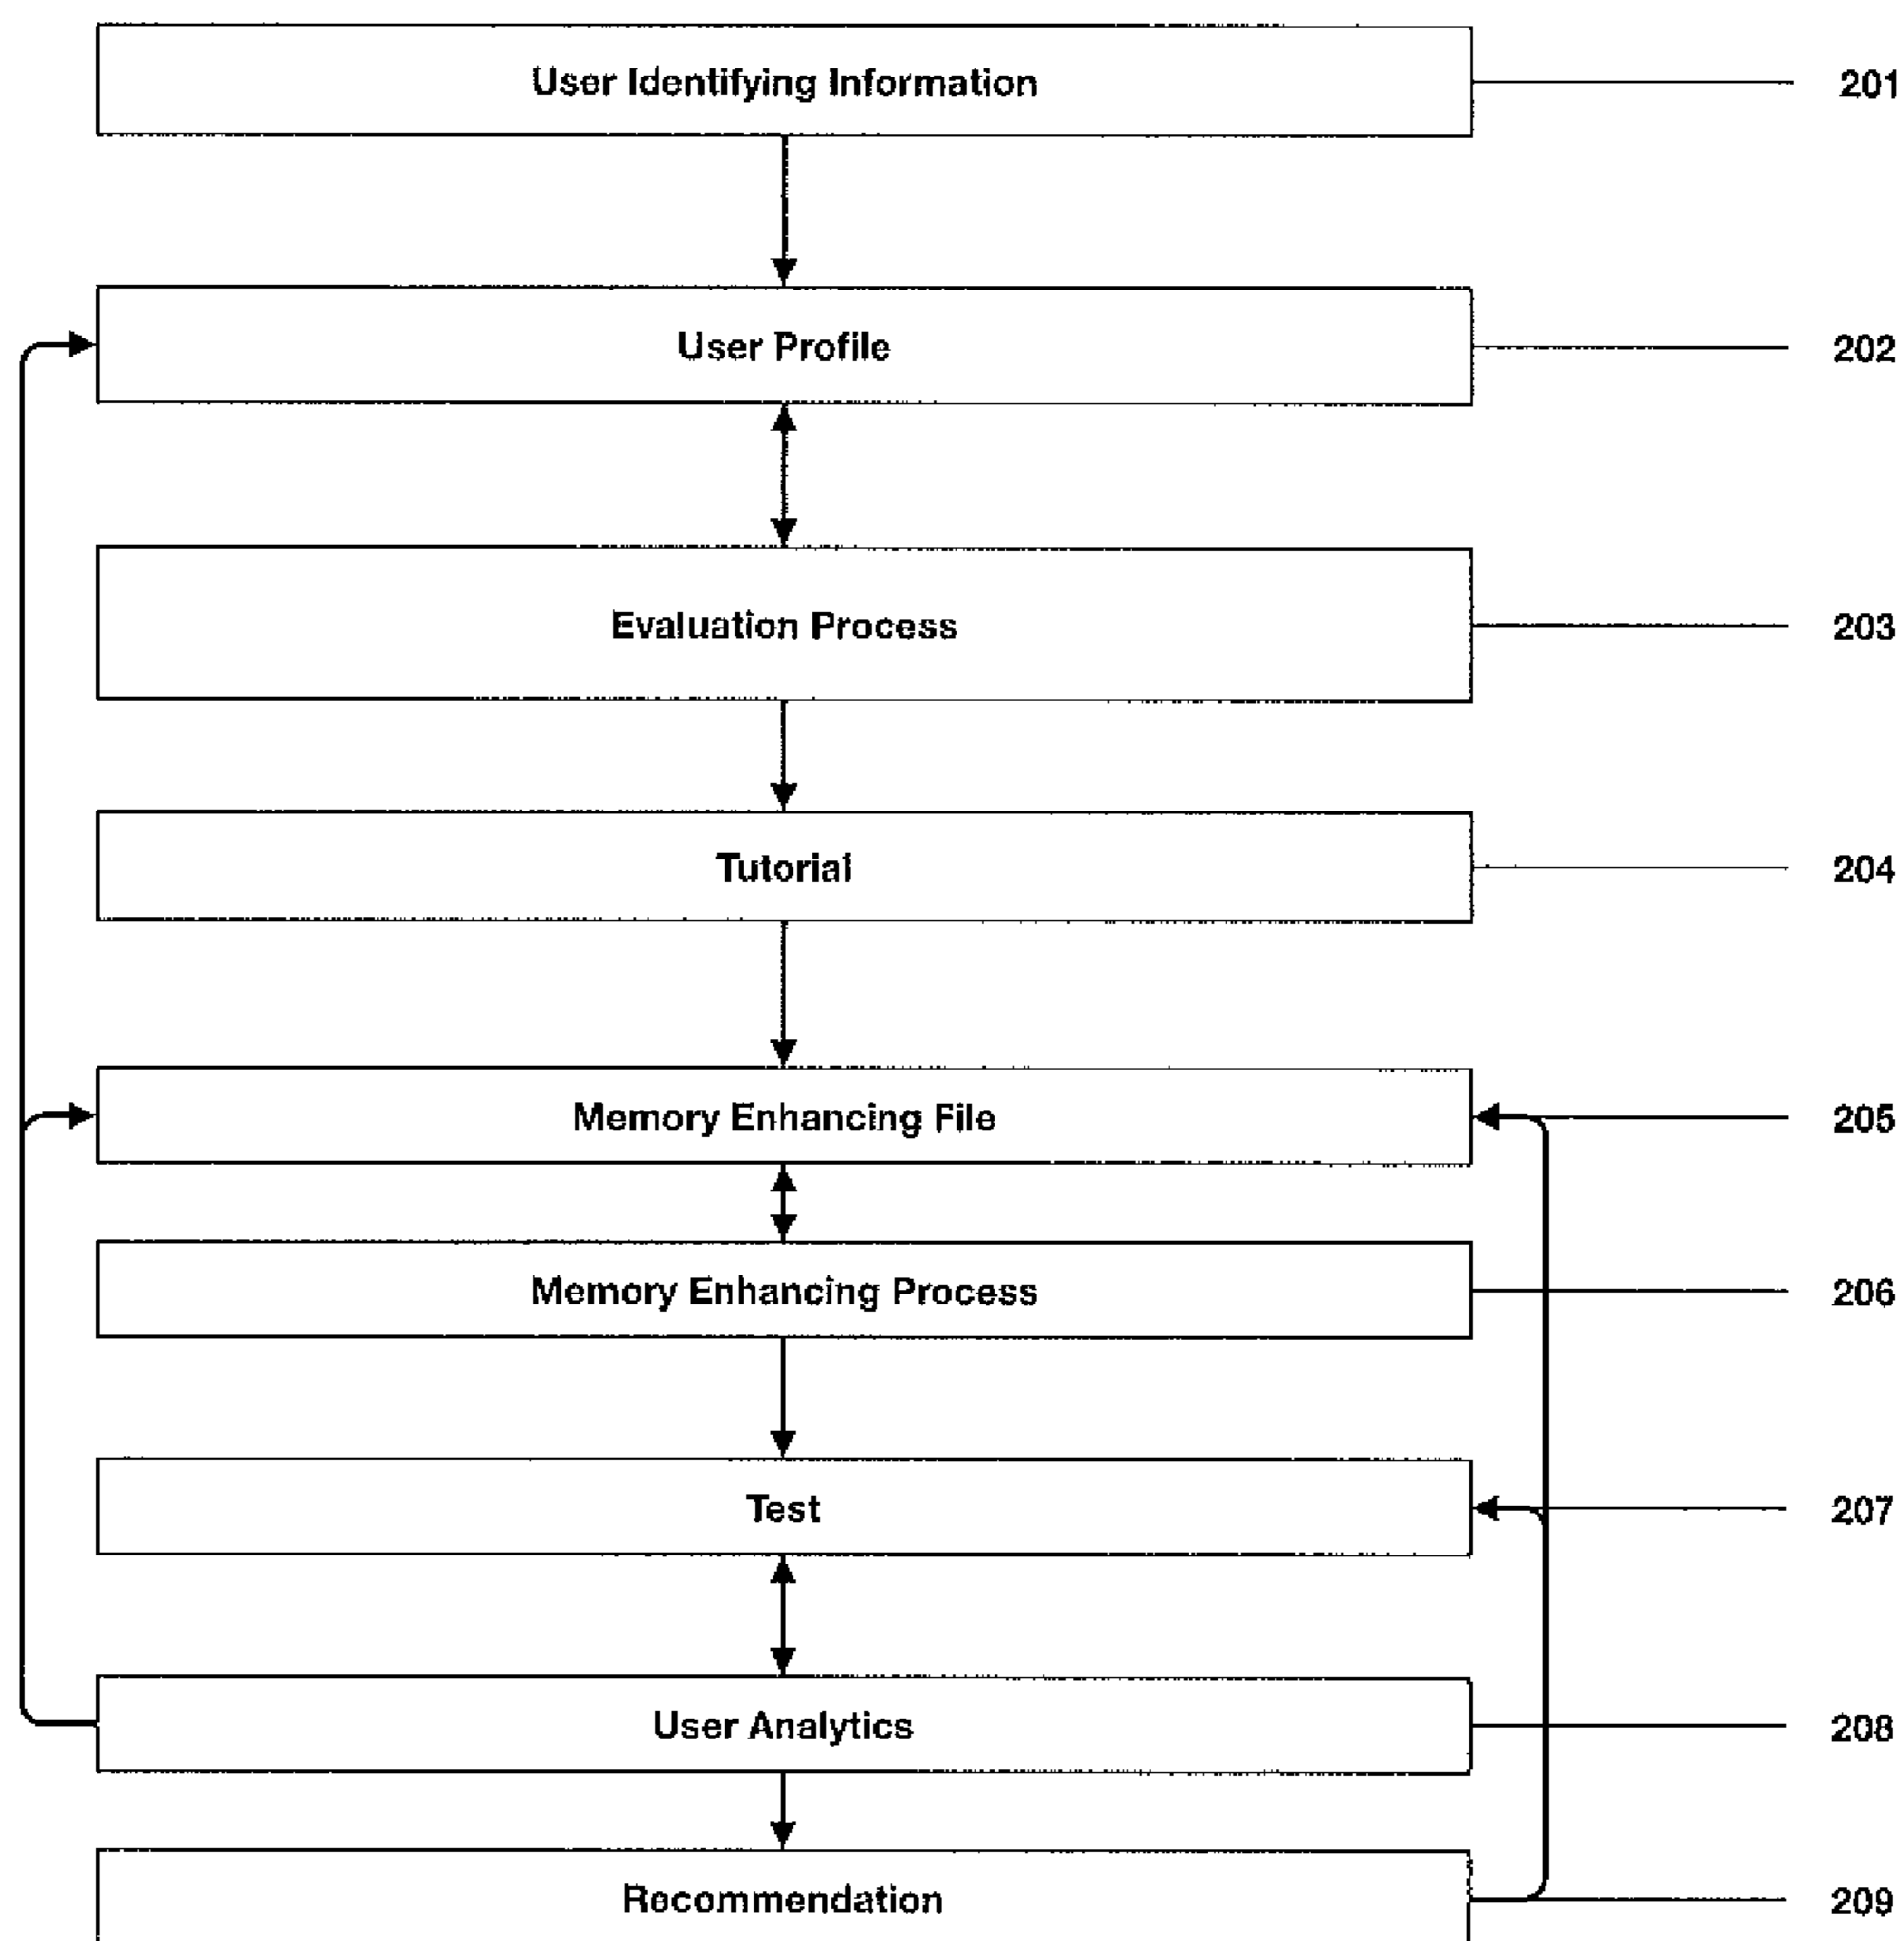 User Identifying Information 201
User Profile 202
Evaluation Process 203
Tutorial 204
Memory Enhancing File 205
Memory Enhancing Process 206
Test 207
User Analytics 208
Recommendation 209